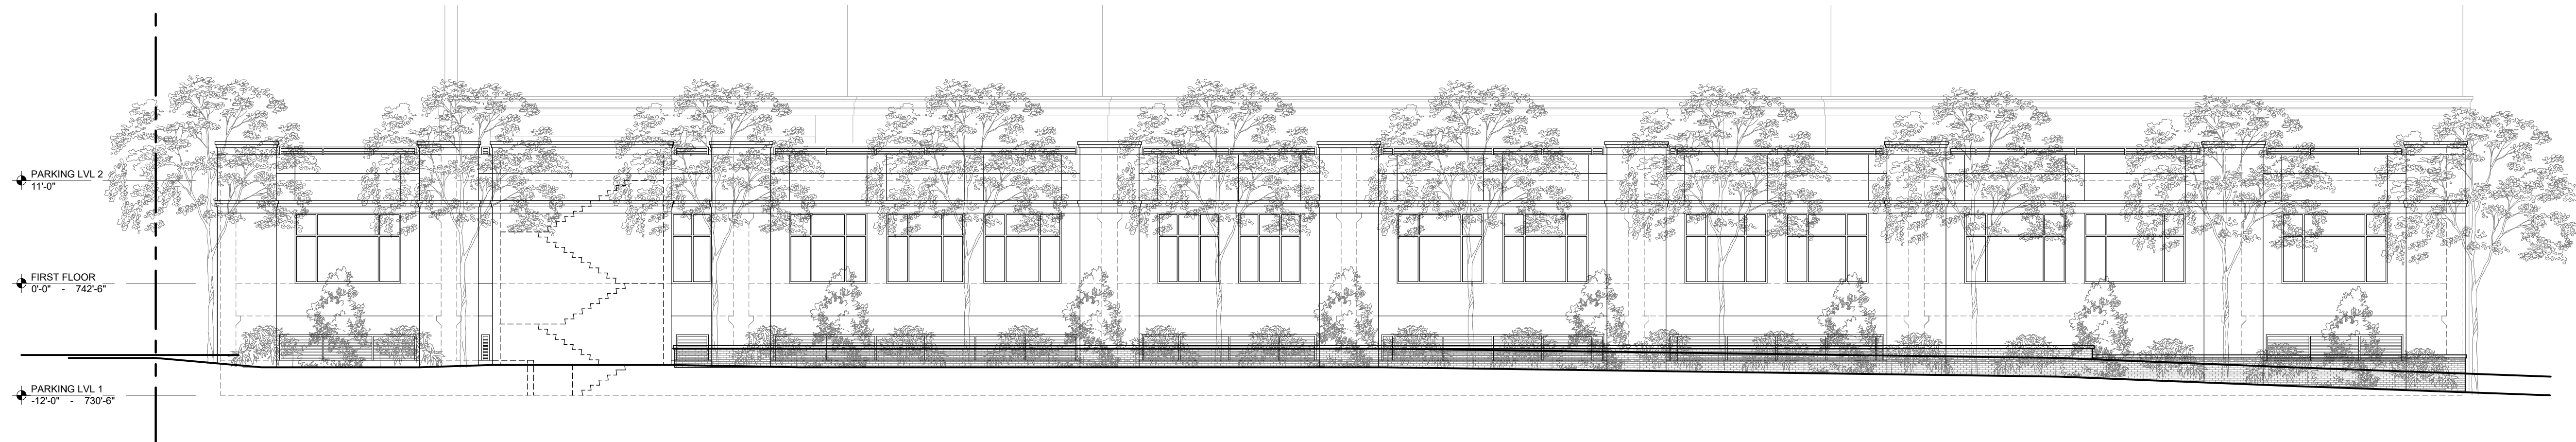 PARKING LVL 2
11'-0"
FIRST FLOOR
0'-0" - 742'-6"
PARKING LVL 1
-12'-0" - 730'-6"